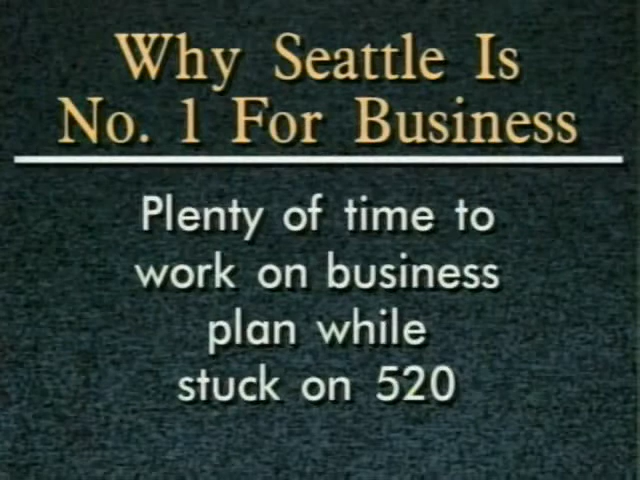 Why Seattle Is
No. 1 For Business
Plenty of time to
work on business
plan while
stuck on 520